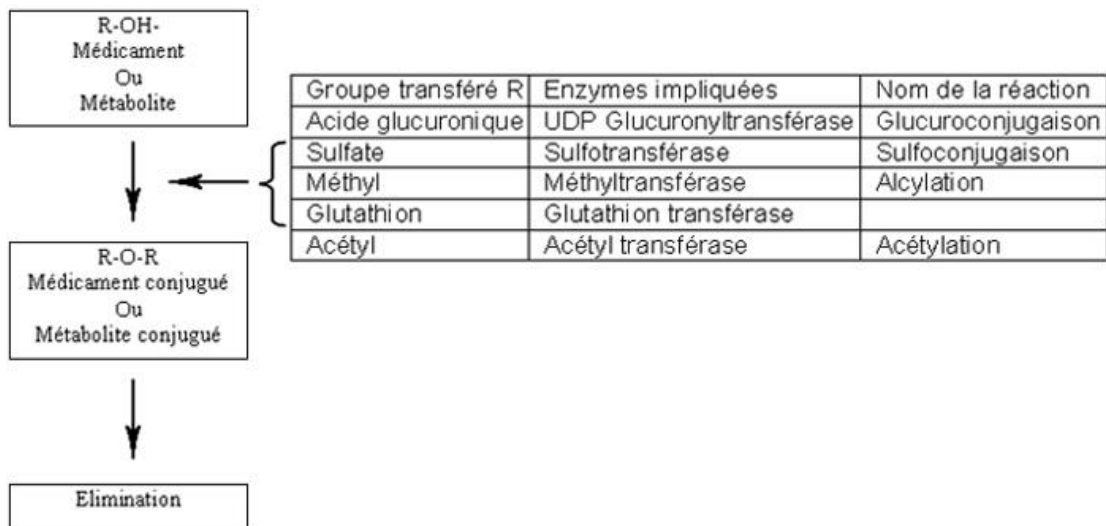 R-OH-
Médicament
Ou
Métabolite
Groupe transféré R Enzymes impliquées Nom de la réaction
Acide glucuronique UDP Glucuronyltransférase Glucuroconjugaison
Sulfate Sulfotransférase Sulfoconjugaison
Méthyl Méthyltransférase Alcylation
Glutathion Glutathion transférase
Acétyl Acétyl transférase Acétylation
R-O-R
Médicament conjugué
Ou
Métabolite conjugué
Elimination